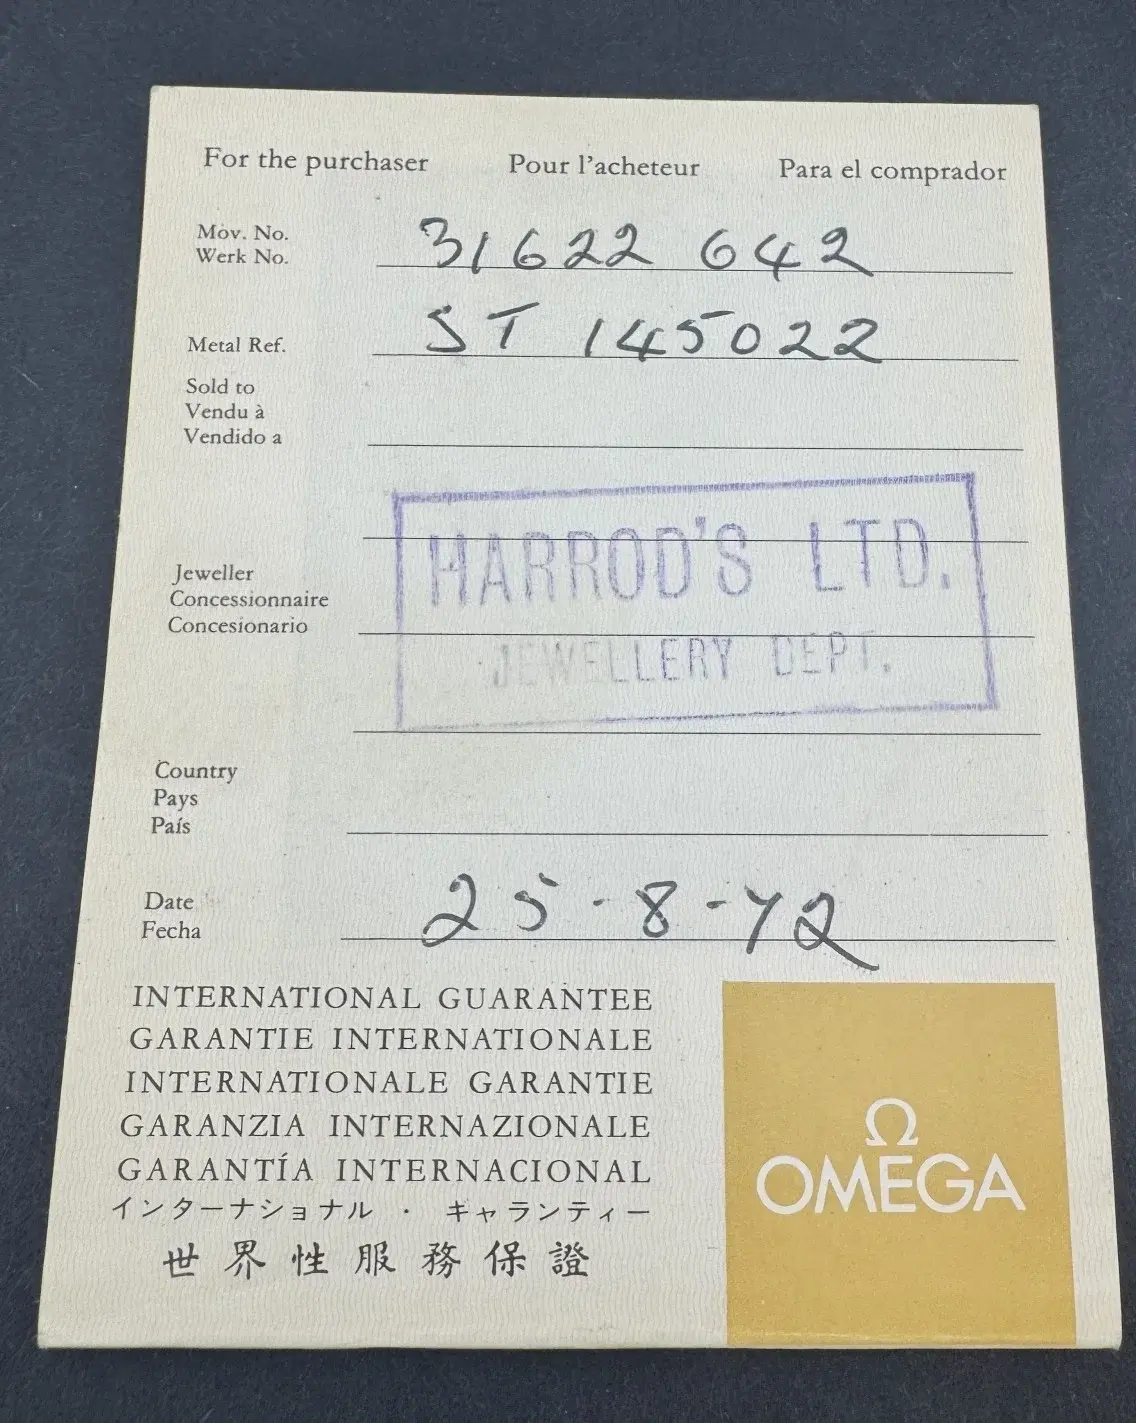 For the purchaser Pour l'acheteur Para el comprador
Mov. No. 31622 642
Werk No.
Metal Ref. ST 145022
Sold to
Vendu à
Vendido a
HARROD'S LTD.
JEWELLERY DEPT.
Jeweller
Concessionnaire
Concesionario
Country
Pays
País
Date 25-8-72
Fecha
INTERNATIONAL GUARANTEE
GARANTIE INTERNATIONALE
INTERNATIONALE GARANTIE
GARANZIA INTERNAZIONALE
GARANTÍA INTERNACIONAL
インターナショナル · ギャランティー
世界性服務保證
Ω
OMEGA